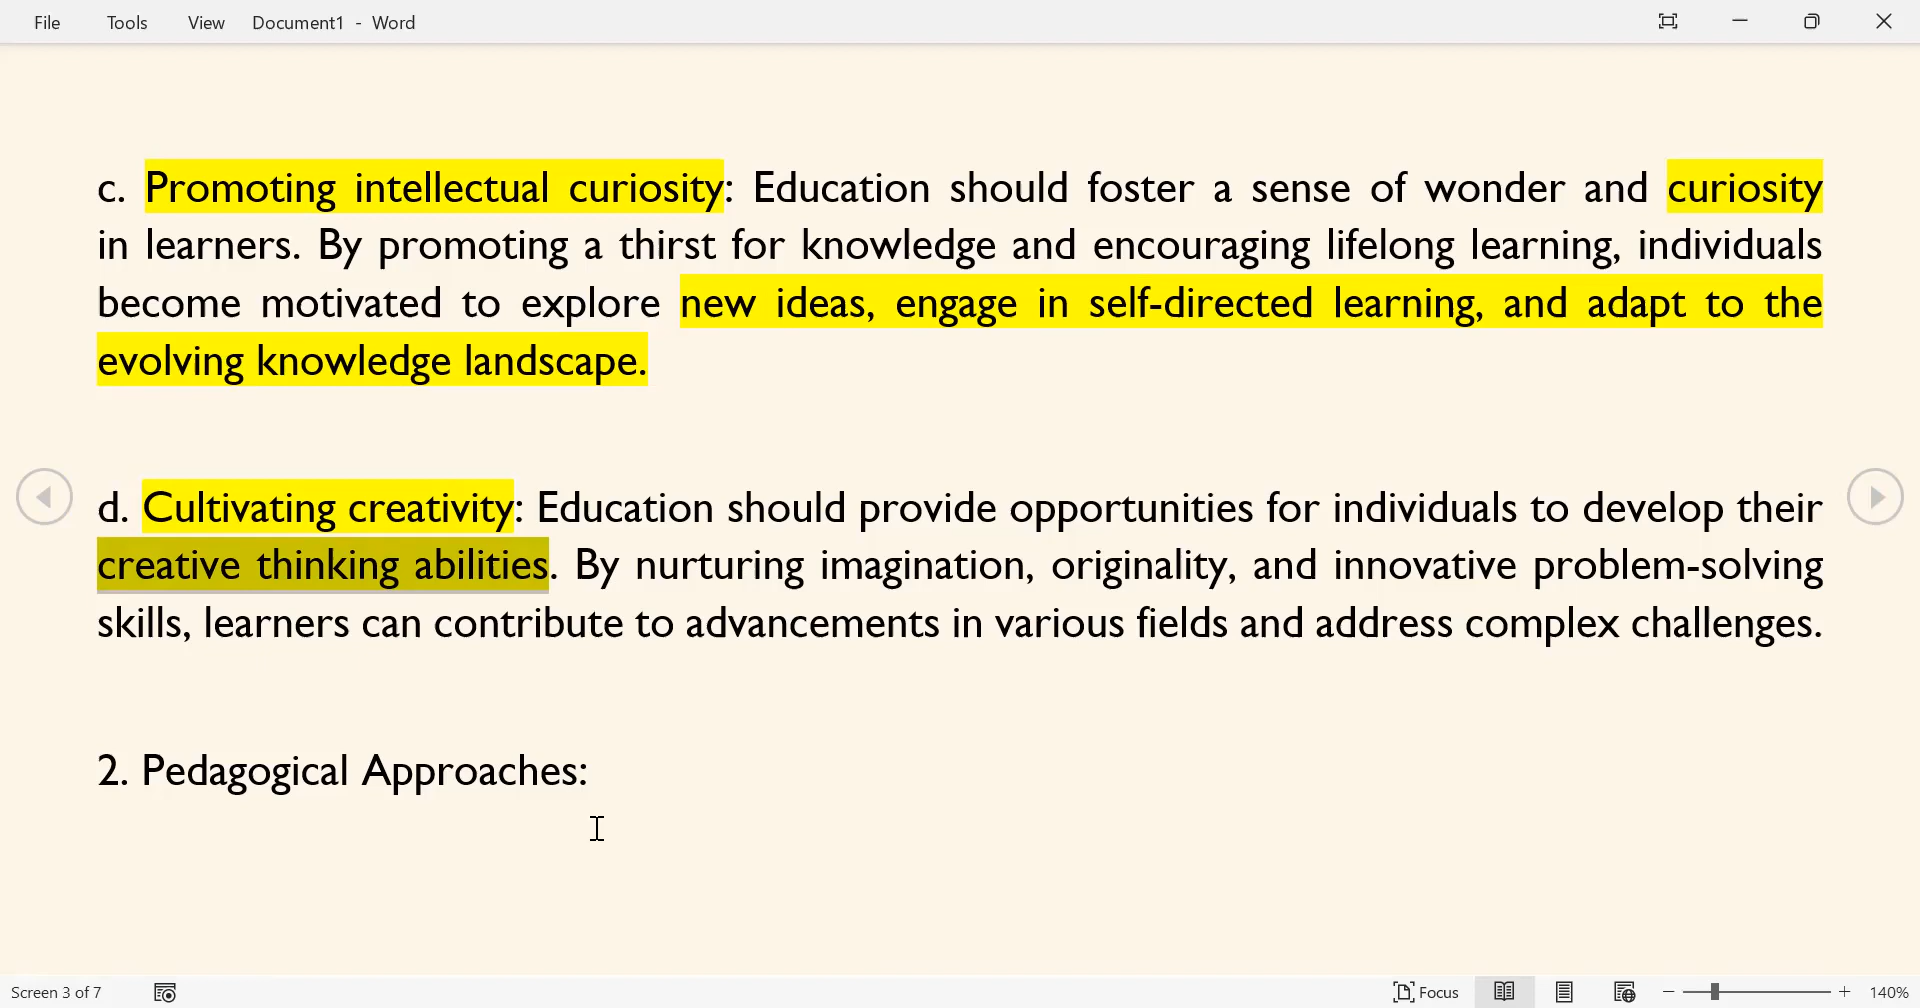 File Tools View Document1 - Word
c. Promoting intellectual curiosity: Education should foster a sense of wonder and curiosity
in learners. By promoting a thirst for knowledge and encouraging lifelong learning, individuals
become motivated to explore new ideas, engage in self-directed learning, and adapt to the
evolving knowledge landscape.
d. Cultivating creativity: Education should provide opportunities for individuals to develop their
creative thinking abilities. By nurturing imagination, originality, and innovative problem-solving
skills, learners can contribute to advancements in various fields and address complex challenges.
2. Pedagogical Approaches:
Screen 3 of 7 Focus 140%